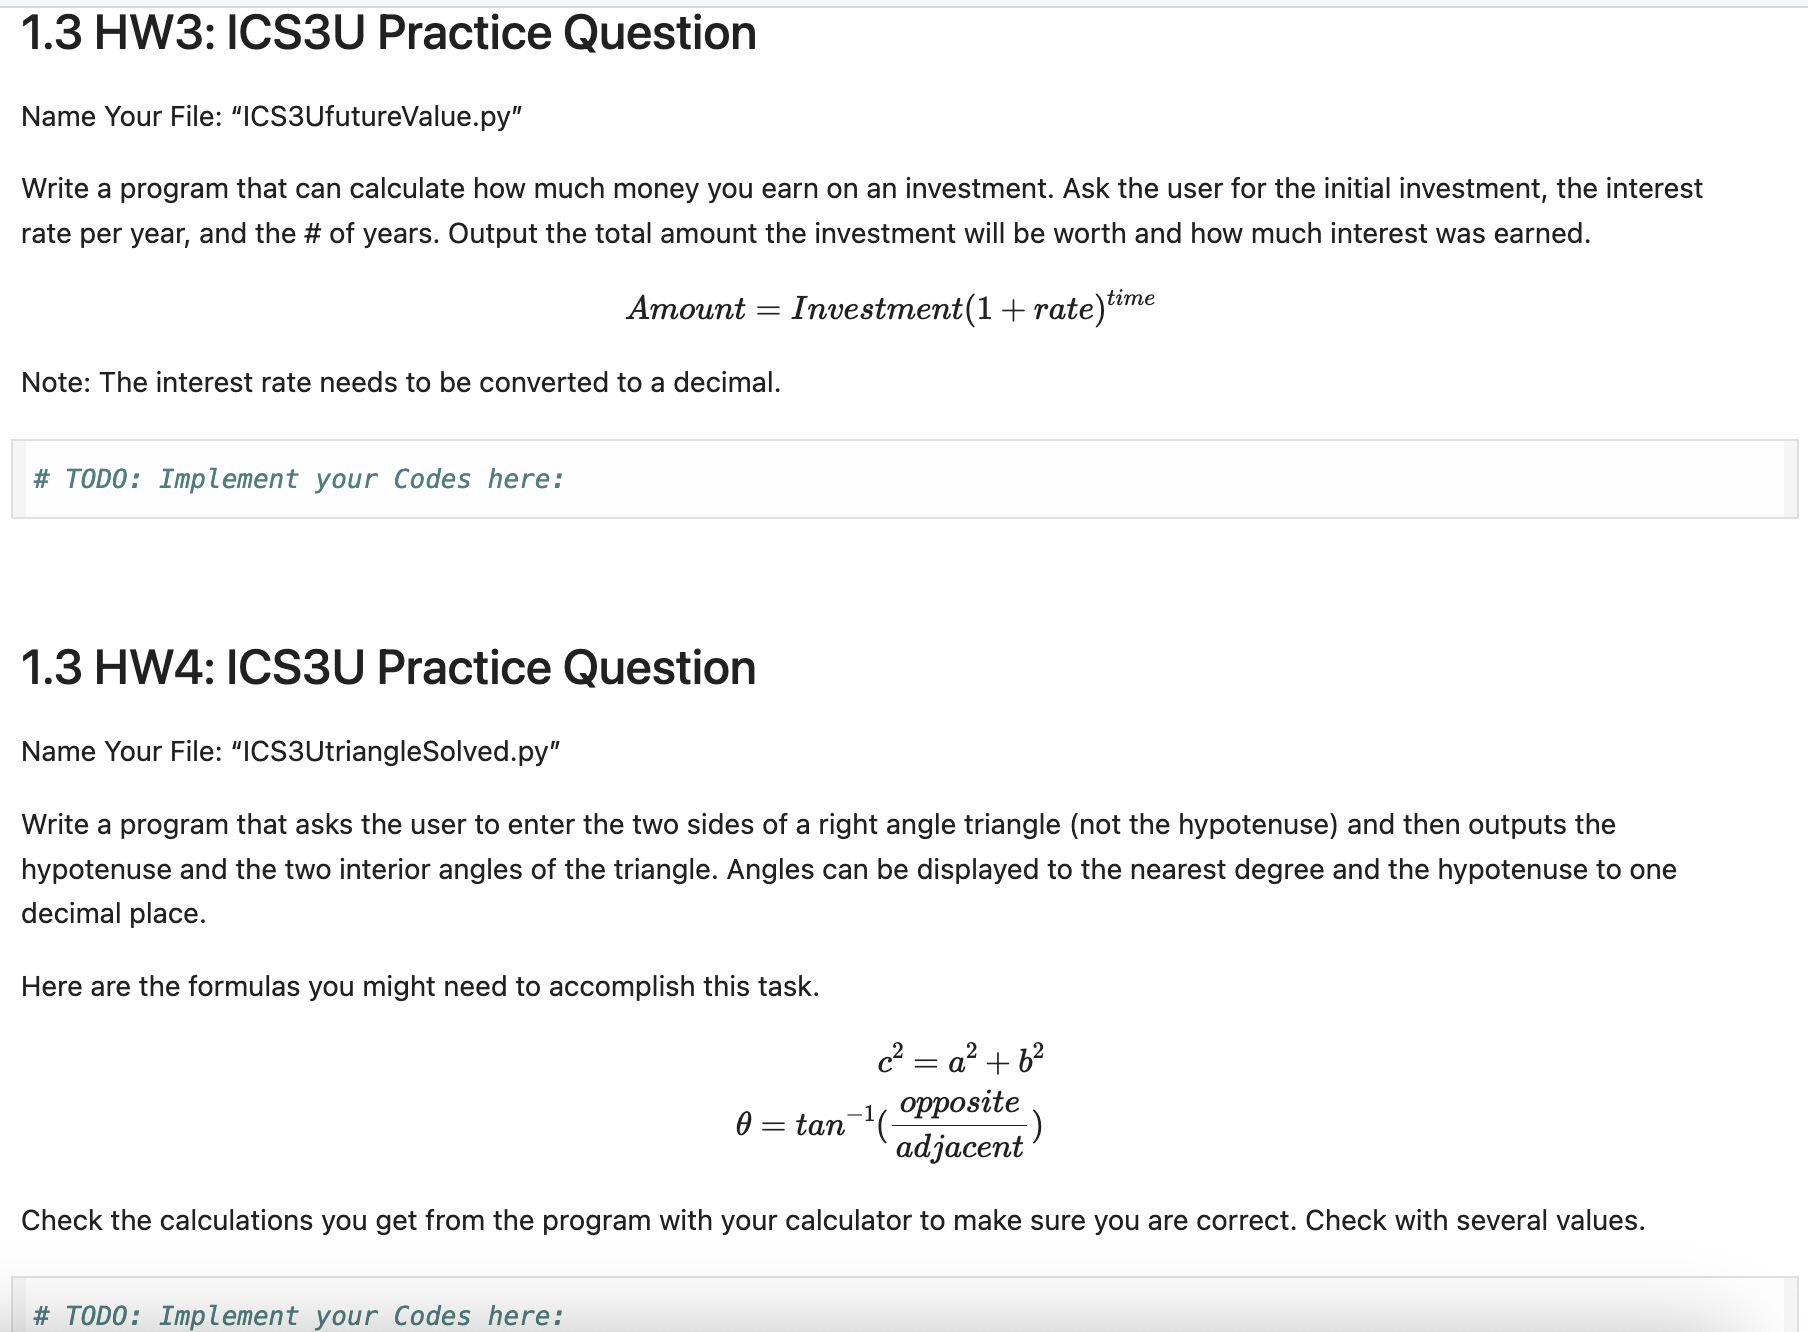 1.3 HW3: ICS3U Practice Question
Name Your File: “ICS3UfutureValue.py”
Write a program that can calculate how much money you earn on an investment. Ask the user for the initial investment, the interest
rate per year, and the # of years. Output the total amount the investment will be worth and how much interest was earned.
Amount = Investment(1 + rate)^time
Note: The interest rate needs to be converted to a decimal.
# TODO: Implement your Codes here:
1.3 HW4: ICS3U Practice Question
Name Your File: “ICS3UtriangleSolved.py”
Write a program that asks the user to enter the two sides of a right angle triangle (not the hypotenuse) and then outputs the
hypotenuse and the two interior angles of the triangle. Angles can be displayed to the nearest degree and the hypotenuse to one
decimal place.
Here are the formulas you might need to accomplish this task.
c² = a² + b²
θ = tan⁻¹(opposite/adjacent)
Check the calculations you get from the program with your calculator to make sure you are correct. Check with several values.
# TODO: Implement your Codes here: